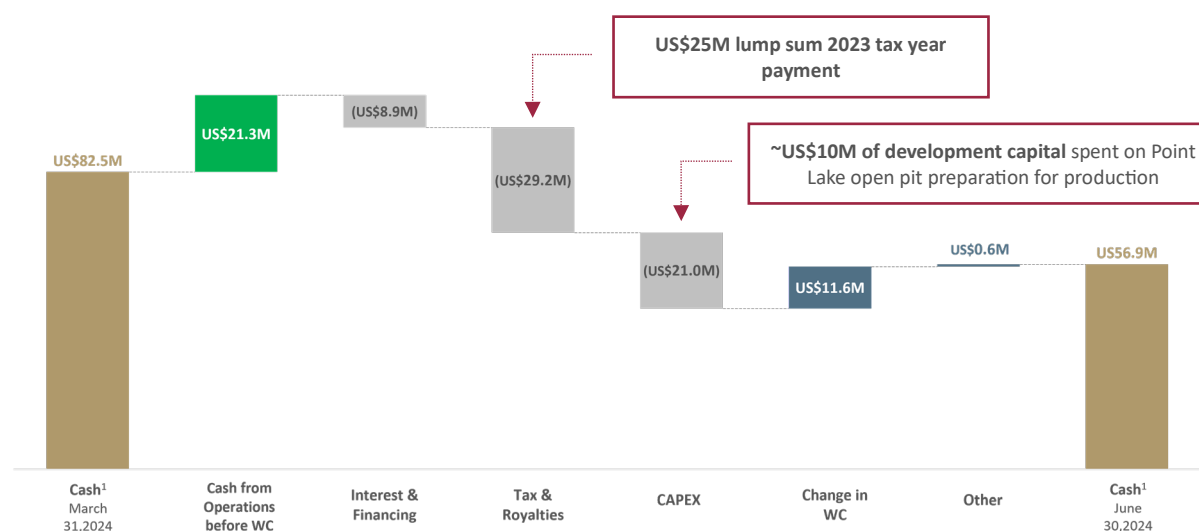 US$25M lump sum 2023 tax year
payment
~US$10M of development capital spent on Point
Lake open pit preparation for production
US$82.5M
US$21.3M
(US$8.9M)
(US$29.2M)
(US$21.0M)
US$11.6M
US$0.6M
US56.9M
Cash¹
March
31,2024
Cash from
Operations
before WC
Interest &
Financing
Tax &
Royalties
CAPEX
Change in
WC
Other
Cash¹
June
30,2024